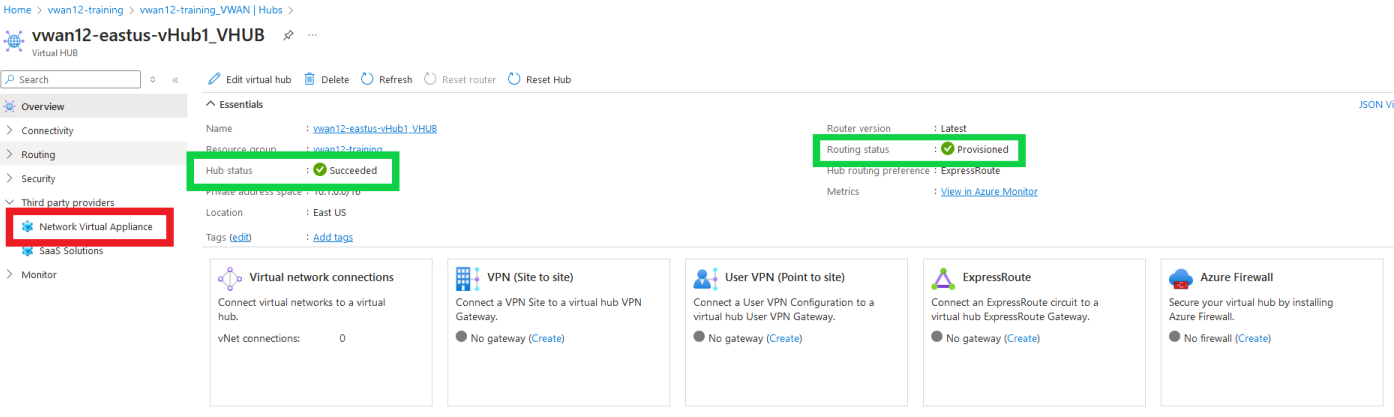 Home > vwan12-training > vwan12-training_VWAN | Hubs >
vwan12-eastus-vHub1_VHUB
Virtual HUB
Search
Edit virtual hub Delete Refresh Reset router Reset Hub
Overview
Connectivity
Routing
Security
Third party providers
Network Virtual Appliance
SaaS Solutions
Monitor
Essentials
JSON Vi
Name : vwan12-eastus-vHub1_VHUB
Resource group : vwan12-training
Hub status : Succeeded
Private address space : 10.1.0.0/16
Location : East US
Tags (edit) : Add tags
Router version : Latest
Routing status : Provisioned
Hub routing preference : ExpressRoute
Metrics : View in Azure Monitor
Virtual network connections
Connect virtual networks to a virtual
hub.
vNet connections: 0
VPN (Site to site)
Connect a VPN Site to a virtual hub VPN
Gateway.
No gateway (Create)
User VPN (Point to site)
Connect a User VPN Configuration to a
virtual hub User VPN Gateway.
No gateway (Create)
ExpressRoute
Connect an ExpressRoute circuit to a
virtual hub ExpressRoute Gateway.
No gateway (Create)
Azure Firewall
Secure your virtual hub by installing
Azure Firewall.
No firewall (Create)